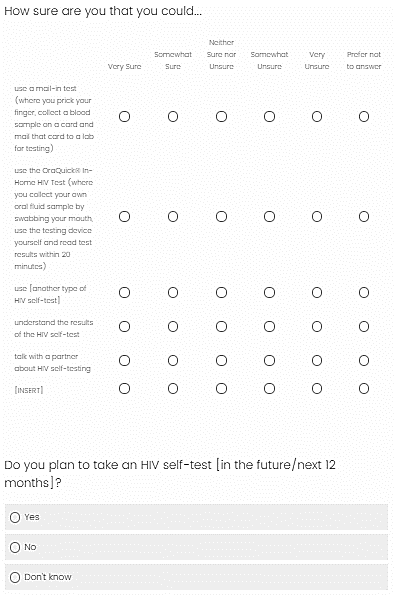 How sure are you that you could...
Neither
Somewhat Sure nor Somewhat Very Prefer not
Very Sure Sure Unsure Unsure Unsure to answer
use a mail-in test
(where you prick your
finger, collect a blood
sample on a card and
mail that card to a lab
for testing)
use the OraQuick® In-
Home HIV Test (where
you collect your own
oral fluid sample by
swabbing your mouth,
use the testing device
yourself and read test
results within 20
minutes)
use [another type of
HIV self-test]
understand the results
of the HIV self-test
talk with a partner
about HIV self-testing
[INSERT]
Do you plan to take an HIV self-test [in the future/next 12
months]?
Yes
No
Don't know